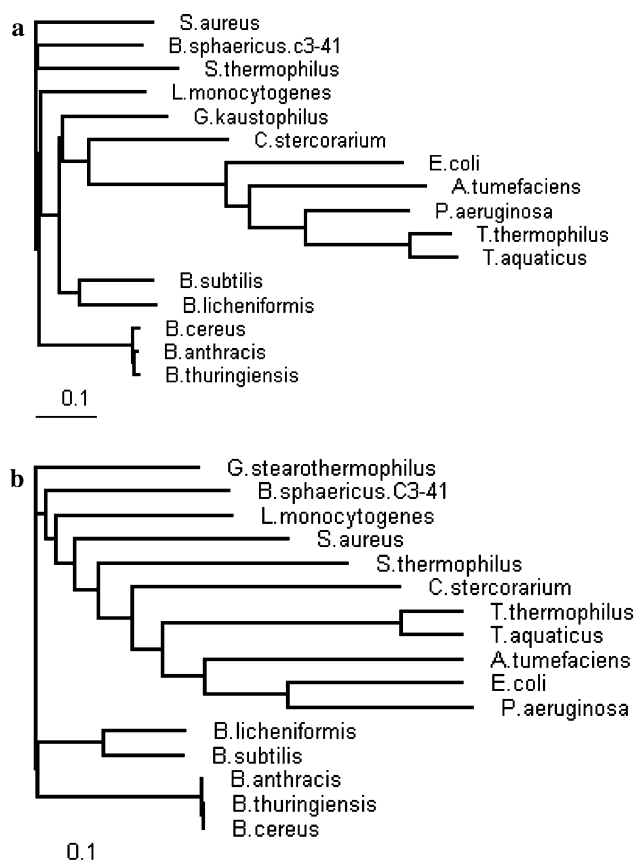 a
S.aureus
B.sphaericus.c3-41
S.thermophilus
L.monocytogenes
G.kaustophilus
C.stercorarium
E.coli
A.tumefaciens
P.aeruginosa
T.thermophilus
T.aquaticus
B.subtilis
B.licheniformis
B.cereus
B.anthracis
B.thuringiensis
0.1
b
G.stearothermophilus
B.sphaericus.C3-41
L.monocytogenes
S.aureus
S.thermophilus
C.stercorarium
T.thermophilus
T.aquaticus
A.tumefaciens
E.coli
P.aeruginosa
B.licheniformis
B.subtilis
B.anthracis
B.thuringiensis
B.cereus
0.1